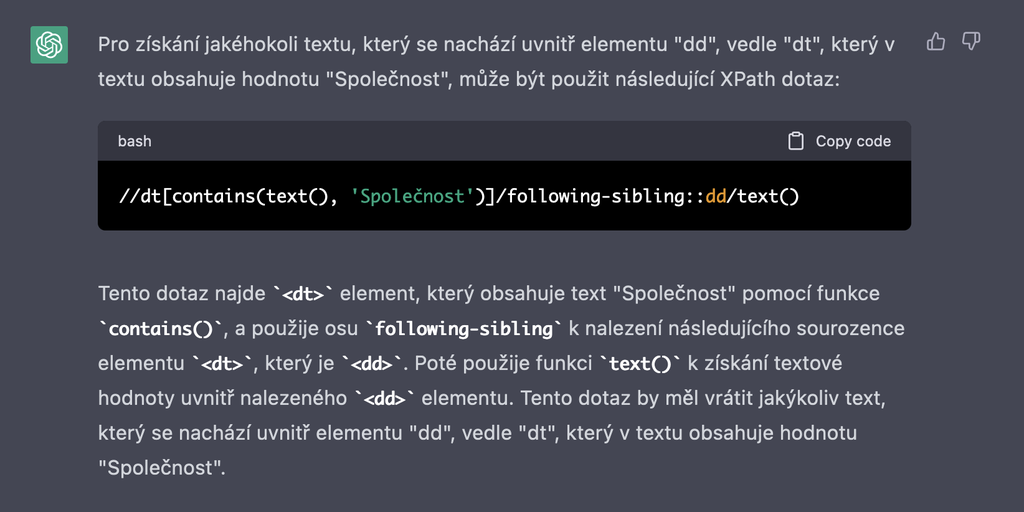 Pro získání jakéhokoli textu, který se nachází uvnitř elementu "dd", vedle "dt", který v
textu obsahuje hodnotu "Společnost", může být použit následující XPath dotaz:
bash
Copy code
//dt[contains(text(), 'Společnost')]/following-sibling::dd/text()
Tento dotaz najde `<dt>` element, který obsahuje text "Společnost" pomocí funkce
`contains()`, a použije osu `following-sibling` k nalezení následujícího sourozence
elementu `<dt>`, který je `<dd>`. Poté použije funkci `text()` k získání textové
hodnoty uvnitř nalezeného `<dd>` elementu. Tento dotaz by měl vrátit jakýkoliv text,
který se nachází uvnitř elementu "dd", vedle "dt", který v textu obsahuje hodnotu
"Společnost".